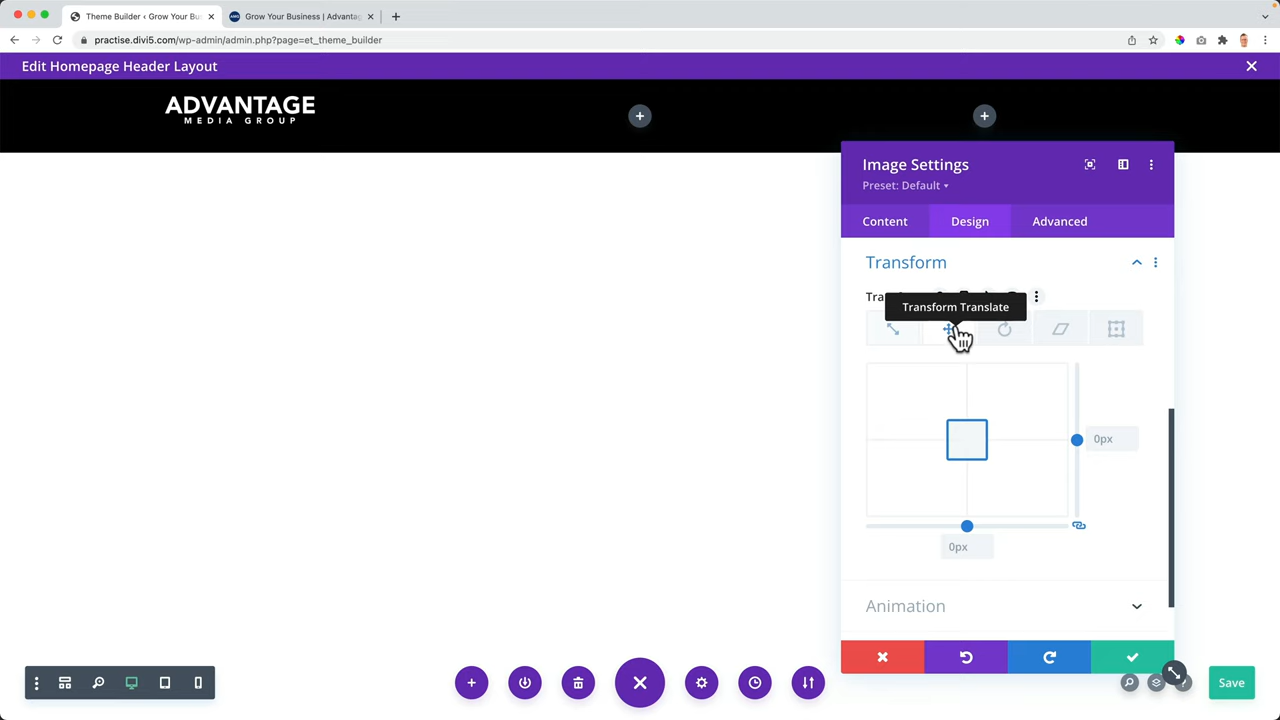 Theme Builder ‹ Grow Your Bu
Grow Your Business | Advanta
practise.divi5.com/wp-admin/admin.php?page=et_theme_builder
Edit Homepage Header Layout
ADVANTAGE
MEDIA GROUP
Image Settings
Preset: Default
Content
Design
Advanced
Transform
Transform Translate
0px
0px
Animation
Save